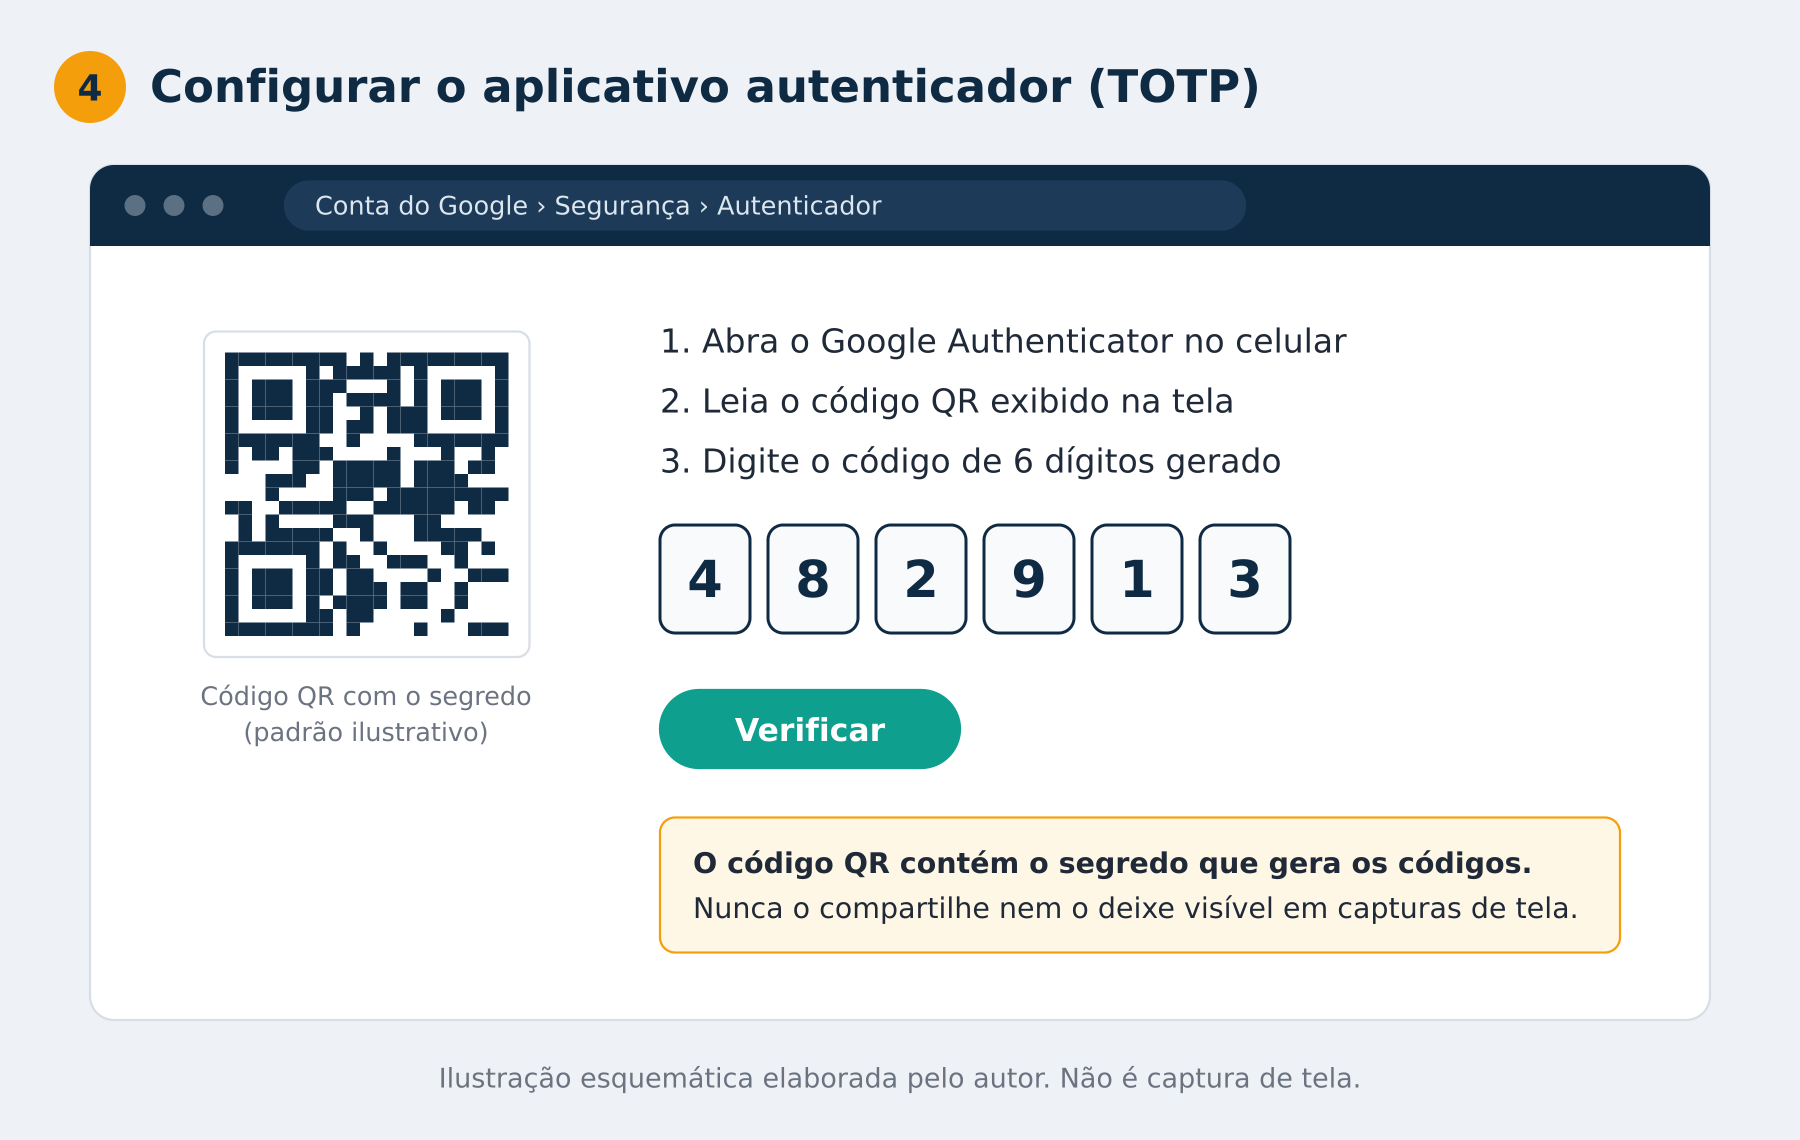 4 Configurar o aplicativo autenticador (TOTP)
Conta do Google › Segurança › Autenticador
1. Abra o Google Authenticator no celular
2. Leia o código QR exibido na tela
3. Digite o código de 6 dígitos gerado
4 8 2 9 1 3
Verificar
Código QR com o segredo
(padrão ilustrativo)
O código QR contém o segredo que gera os códigos.
Nunca o compartilhe nem o deixe visível em capturas de tela.
Ilustração esquemática elaborada pelo autor. Não é captura de tela.